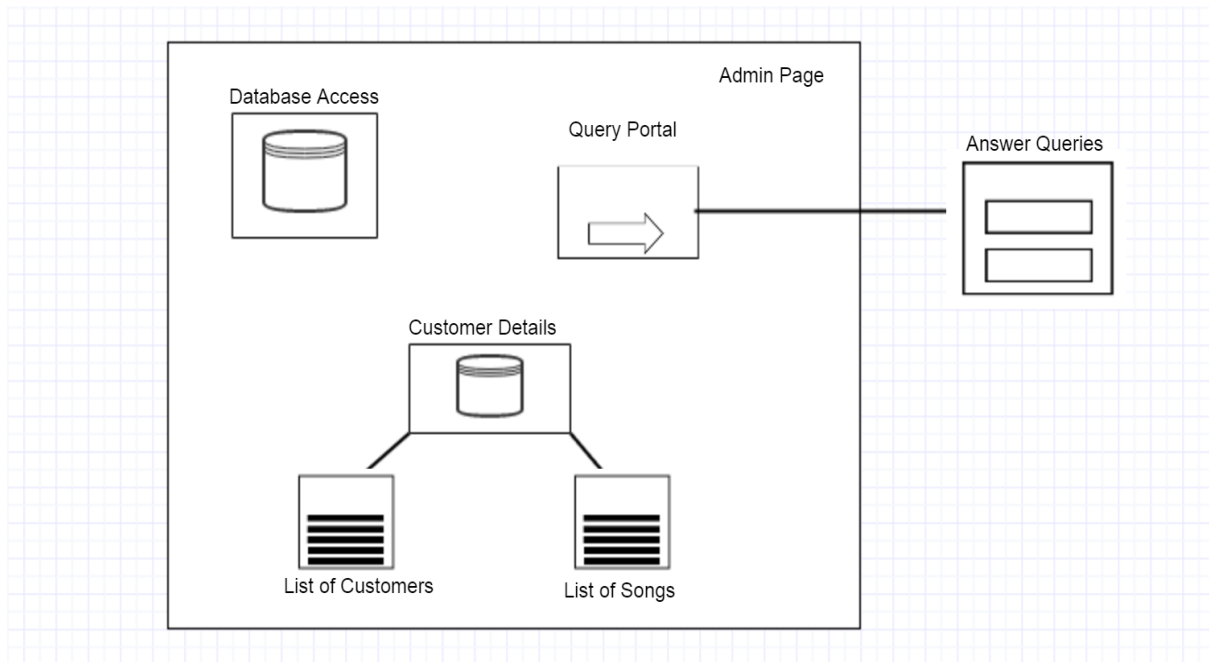 Admin Page
Database Access
Query Portal
Answer Queries
Customer Details
List of Customers
List of Songs